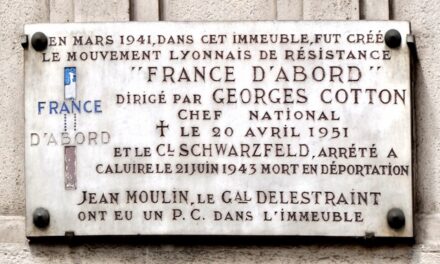 EN MARS 1941, DANS CET IMMEUBLE, FUT CRÉÉ
LE MOUVEMENT LYONNAIS DE RÉSISTANCE
"FRANCE D'ABORD"
DIRIGÉ PAR GEORGES COTTON
CHEF NATIONAL
✝ LE 20 AVRIL 1951
ET LE CL SCHWARZFELD, ARRÉTÉ A
CALUIRE LE 21 JUIN 1943 MORT EN DÉPORTATION
JEAN MOULIN, LE GAL DELESTRAINT
ONT EU UN P.C. DANS L'IMMEUBLE
FRANCE
D'ABORD